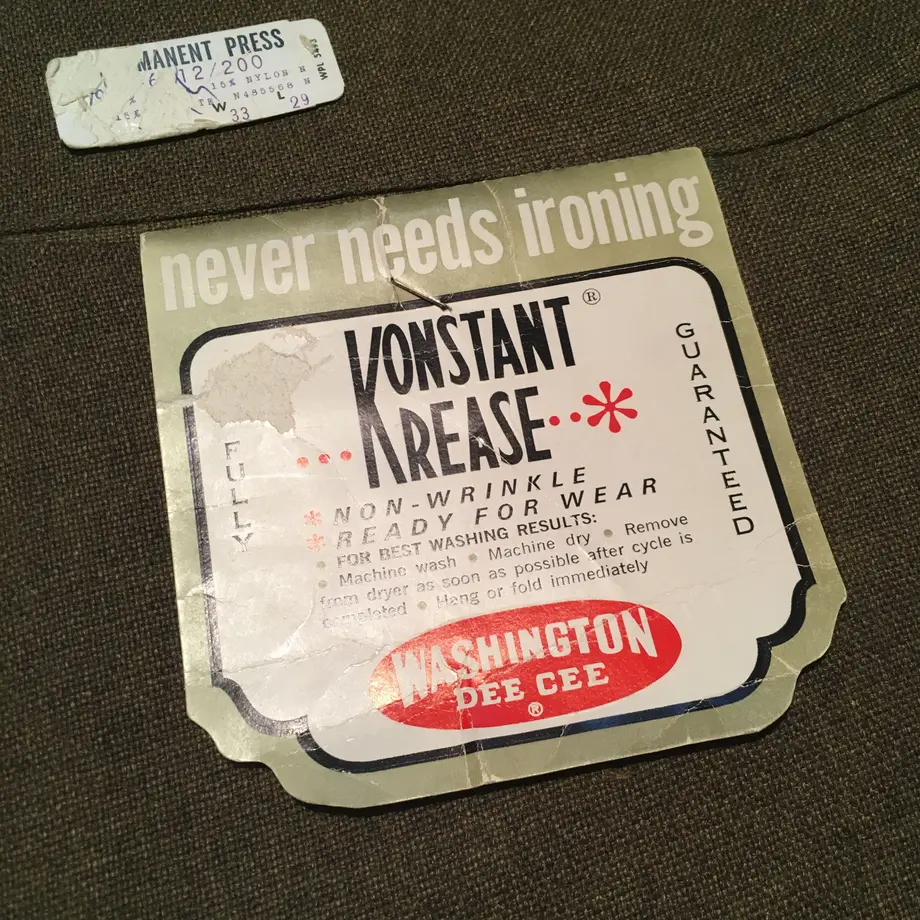 MANENT PRESS
12/200
15% NYLON
N485568 N
W L
33 29
WPL 5493
never needs ironing
KONSTANT®
KREASE
FULLY
GUARANTEED
* NON-WRINKLE
* READY FOR WEAR
• FOR BEST WASHING RESULTS:
• Machine wash • Machine dry • Remove
from dryer as soon as possible after cycle is
completed • Hang or fold immediately
WASHINGTON
DEE CEE
®